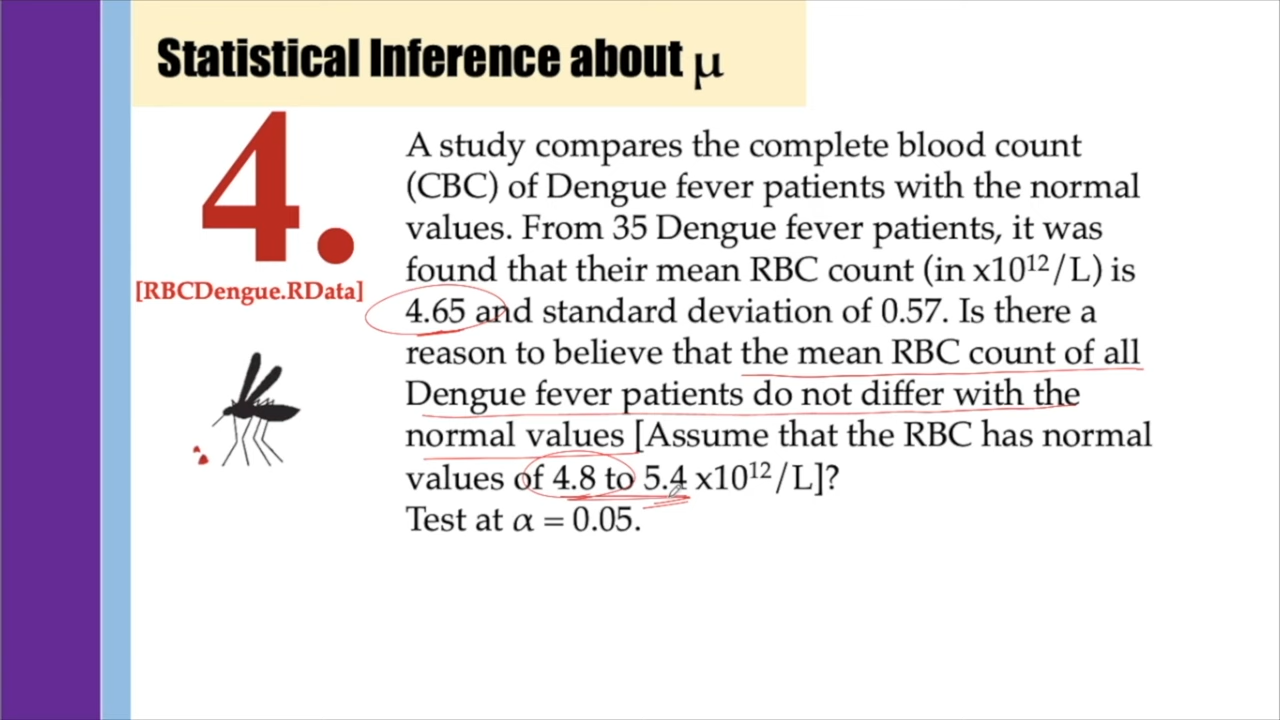 Statistical Inference about μ
4.
[RBCDengue.RData]
A study compares the complete blood count
(CBC) of Dengue fever patients with the normal
values. From 35 Dengue fever patients, it was
found that their mean RBC count (in x10¹²/L) is
4.65 and standard deviation of 0.57. Is there a
reason to believe that the mean RBC count of all
Dengue fever patients do not differ with the
normal values [Assume that the RBC has normal
values of 4.8 to 5.4 x10¹²/L]?
Test at α = 0.05.